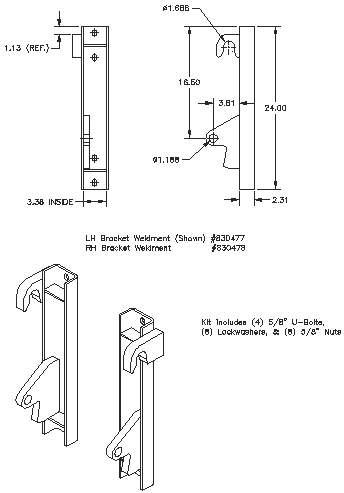 ø1.688
1.13 (REF.)
16.50
3.81
24.00
ø1.188
3.38 INSIDE
2.31
LH Bracket Weldment (Shown) #830477
RH Bracket Weldment #830478
Kit Includes (4) 5/8" U-Bolts,
(8) Lockwashers, & (8) 5/8" Nuts